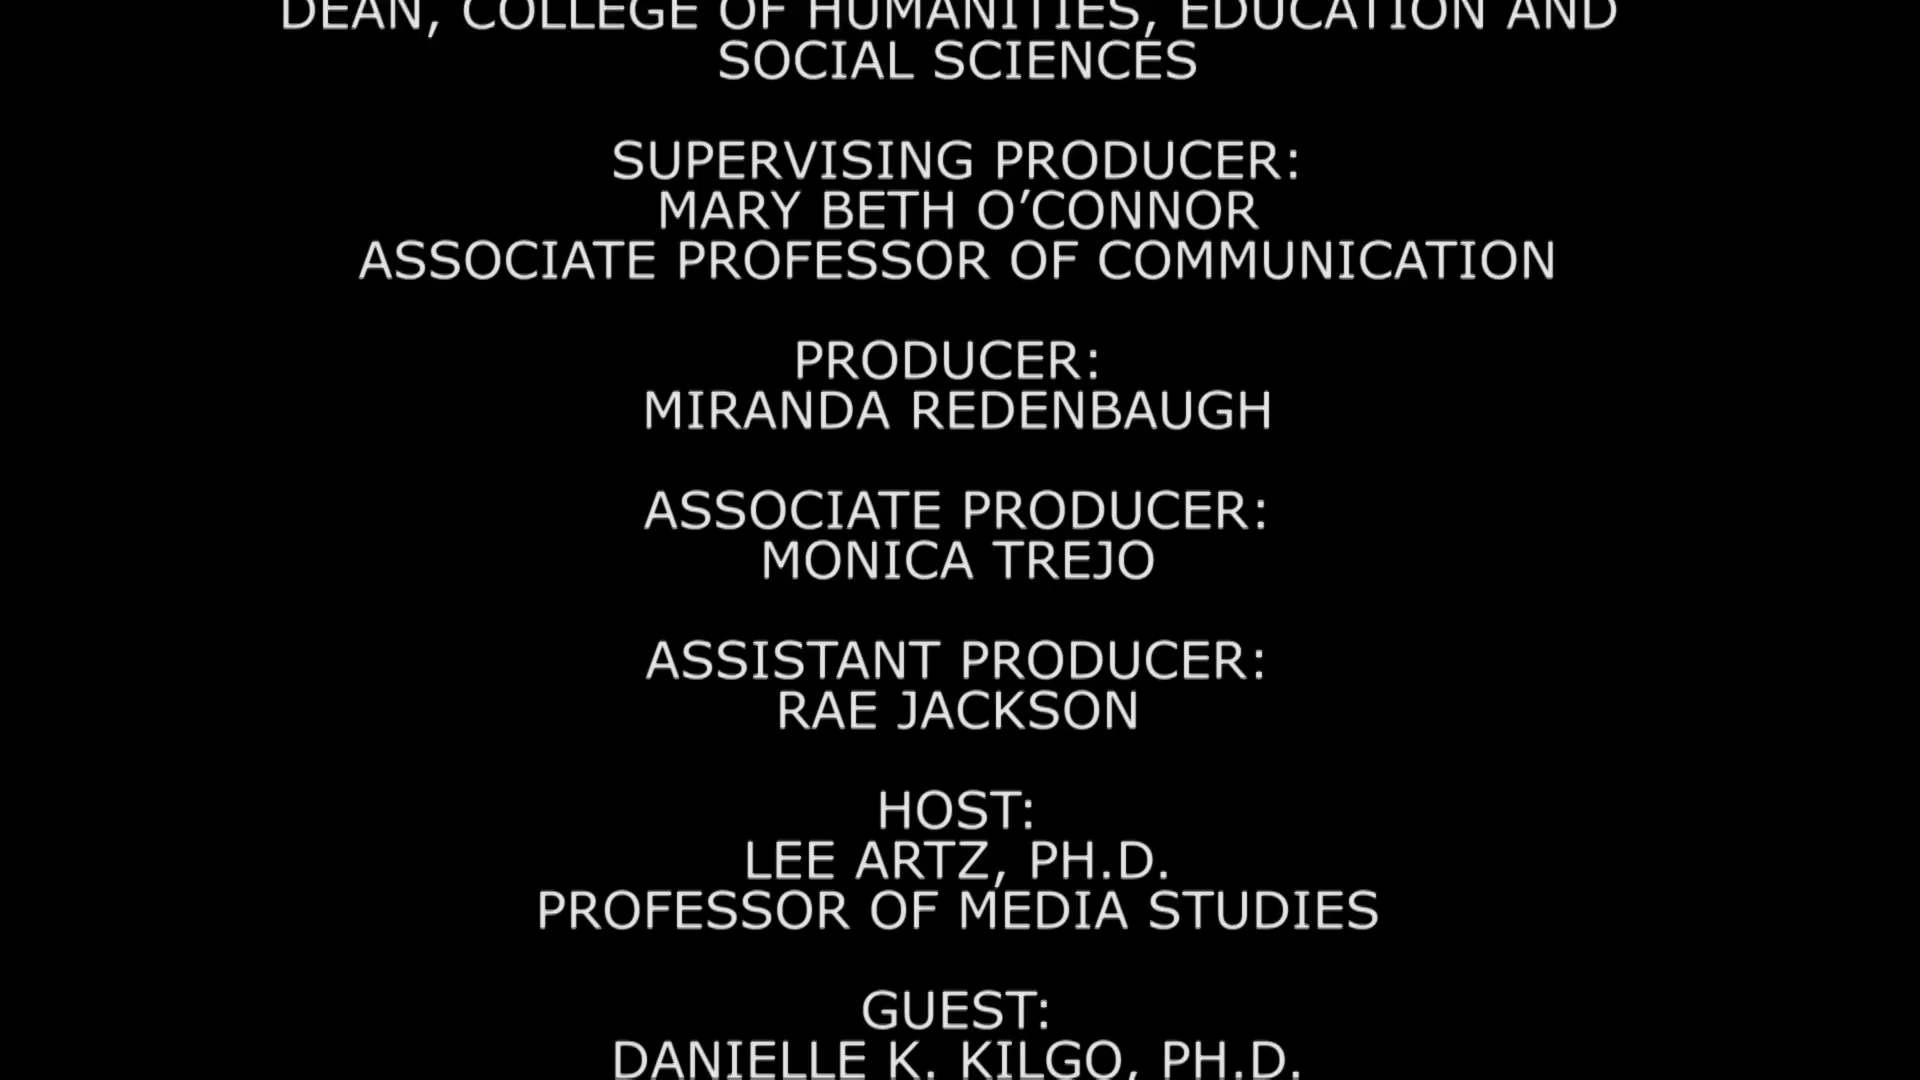 DEAN, COLLEGE OF HUMANITIES, EDUCATION AND
SOCIAL SCIENCES
SUPERVISING PRODUCER:
MARY BETH O’CONNOR
ASSOCIATE PROFESSOR OF COMMUNICATION
PRODUCER:
MIRANDA REDENBAUGH
ASSOCIATE PRODUCER:
MONICA TREJO
ASSISTANT PRODUCER:
RAE JACKSON
HOST:
LEE ARTZ, PH.D.
PROFESSOR OF MEDIA STUDIES
GUEST:
DANIELLE K. KILGO, PH.D.